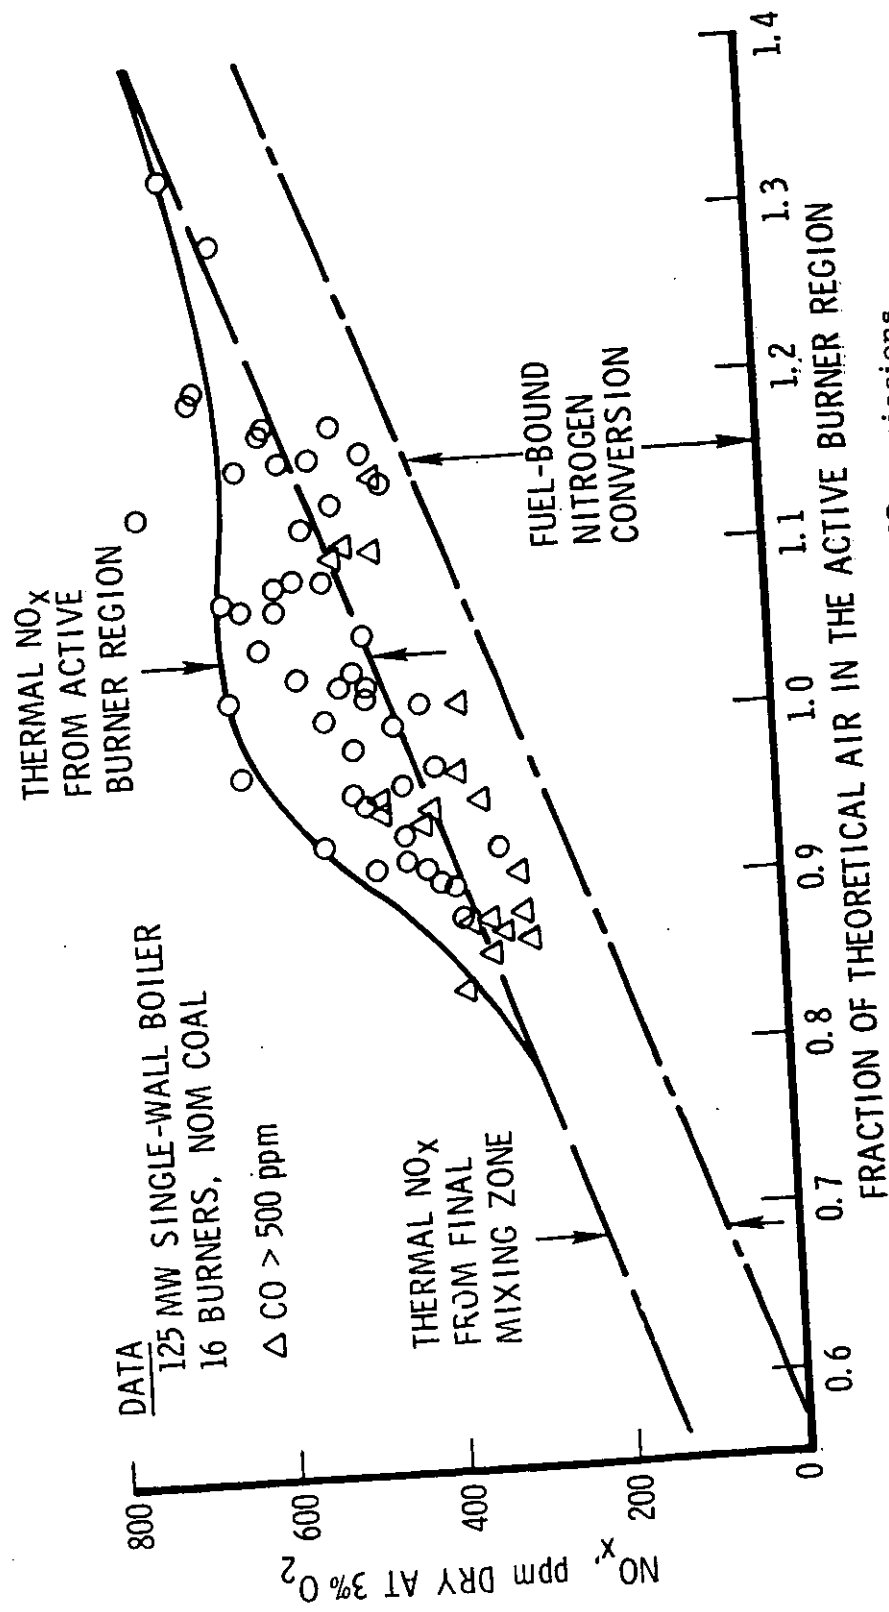 DATA
125 MW SINGLE-WALL BOILER
16 BURNERS, NOM COAL
△ CO > 500 ppm
THERMAL NOx
FROM ACTIVE
BURNER REGION
THERMAL NOx
FROM FINAL
MIXING ZONE
FUEL-BOUND
NITROGEN
CONVERSION
NOx, ppm DRY AT 3% O2
800
600
400
200
0
0.6
0.7
0.8
0.9
1.0
1.1
1.2
1.3
1.4
FRACTION OF THEORETICAL AIR IN THE ACTIVE BURNER REGION